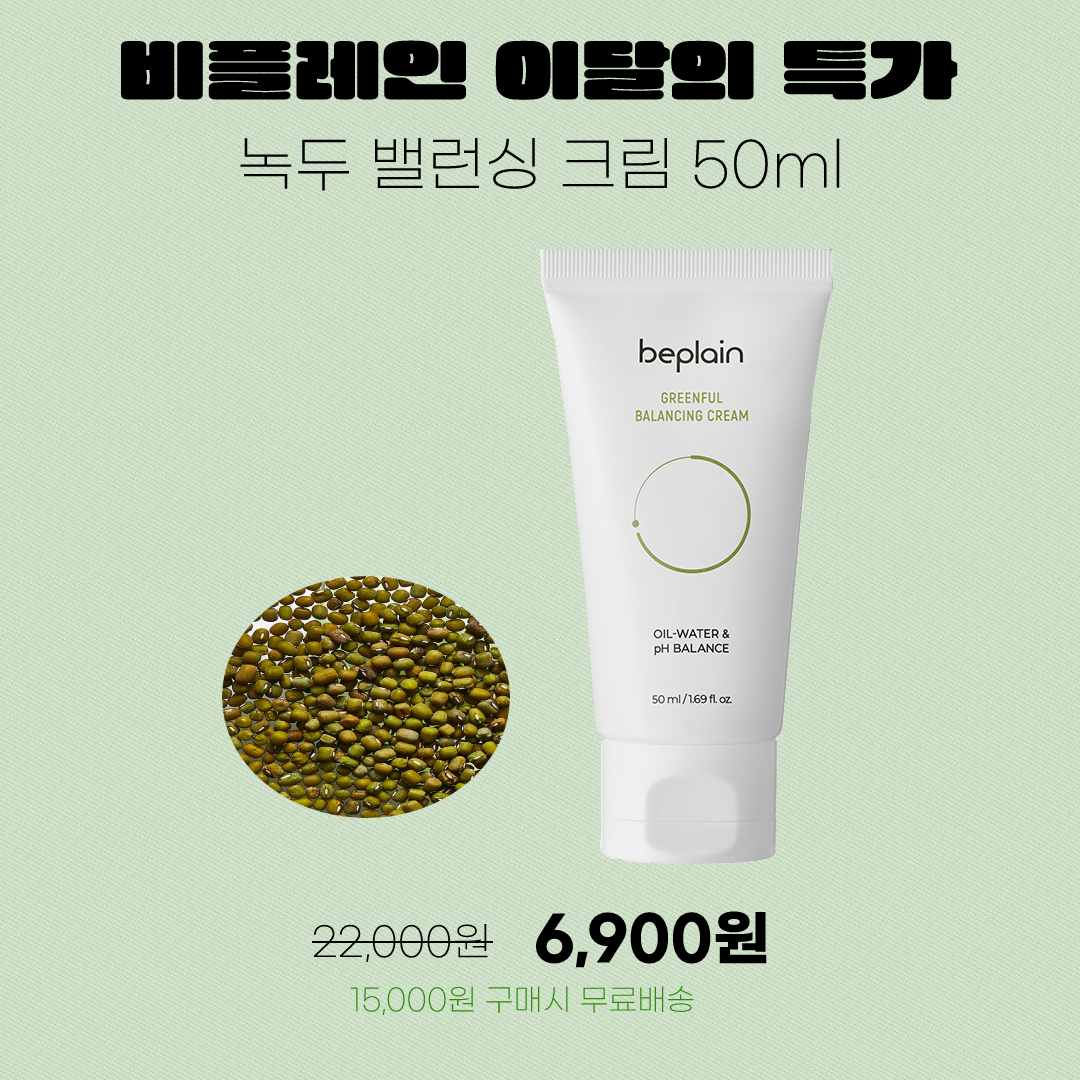 비플레인 이달의 특가
녹두 밸런싱 크림 50ml
beplain
GREENFUL
BALANCING CREAM
OIL-WATER &
pH BALANCE
50 ml / 1.69 fl. oz.
22,000원 6,900원
15,000원 구매시 무료배송